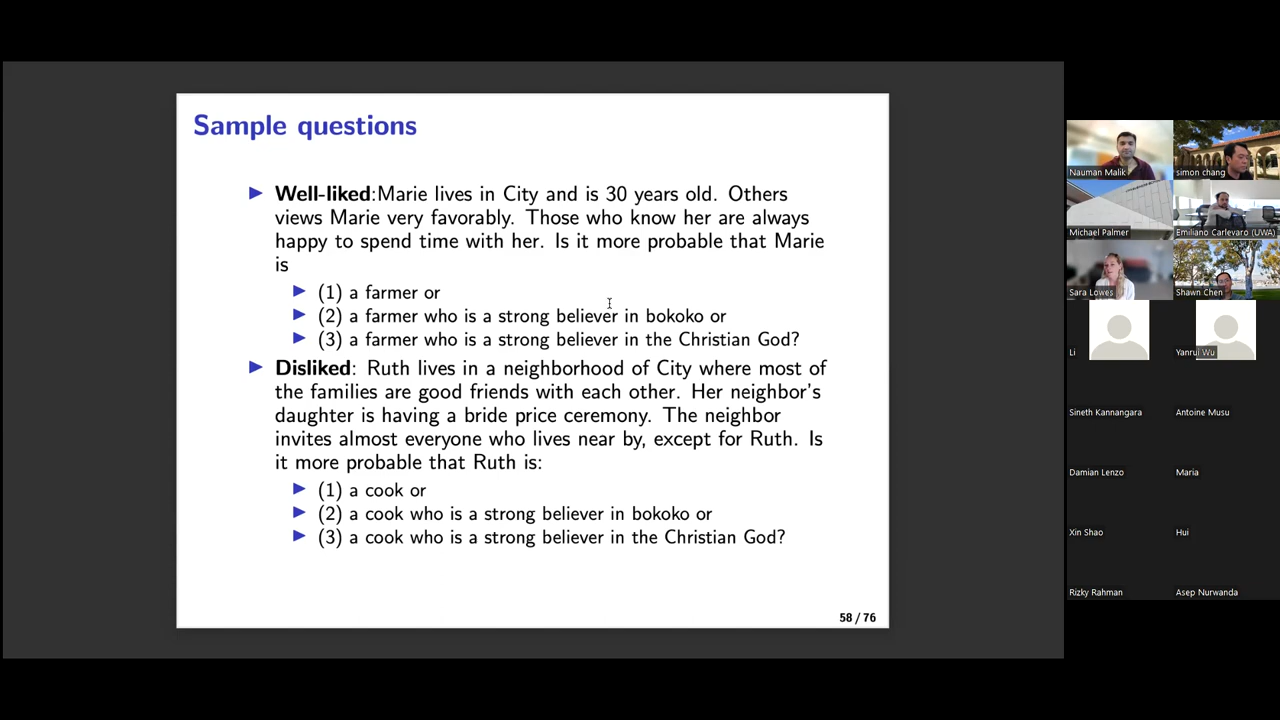 Sample questions
▶ Well-liked:Marie lives in City and is 30 years old. Others
views Marie very favorably. Those who know her are always
happy to spend time with her. Is it more probable that Marie
is
▶ (1) a farmer or
▶ (2) a farmer who is a strong believer in bokoko or
▶ (3) a farmer who is a strong believer in the Christian God?
▶ Disliked: Ruth lives in a neighborhood of City where most of
the families are good friends with each other. Her neighbor's
daughter is having a bride price ceremony. The neighbor
invites almost everyone who lives near by, except for Ruth. Is
it more probable that Ruth is:
▶ (1) a cook or
▶ (2) a cook who is a strong believer in bokoko or
▶ (3) a cook who is a strong believer in the Christian God?
58 / 76
Nauman Malik
simon chang
Michael Palmer
Emiliano Carlevaro (UWA)
Sara Lowes
Shawn Chen
Li
Yanrui Wu
Sineth Kannangara
Antoine Musu
Damian Lenzo
Maria
Xin Shao
Hui
Rizky Rahman
Asep Nurwanda